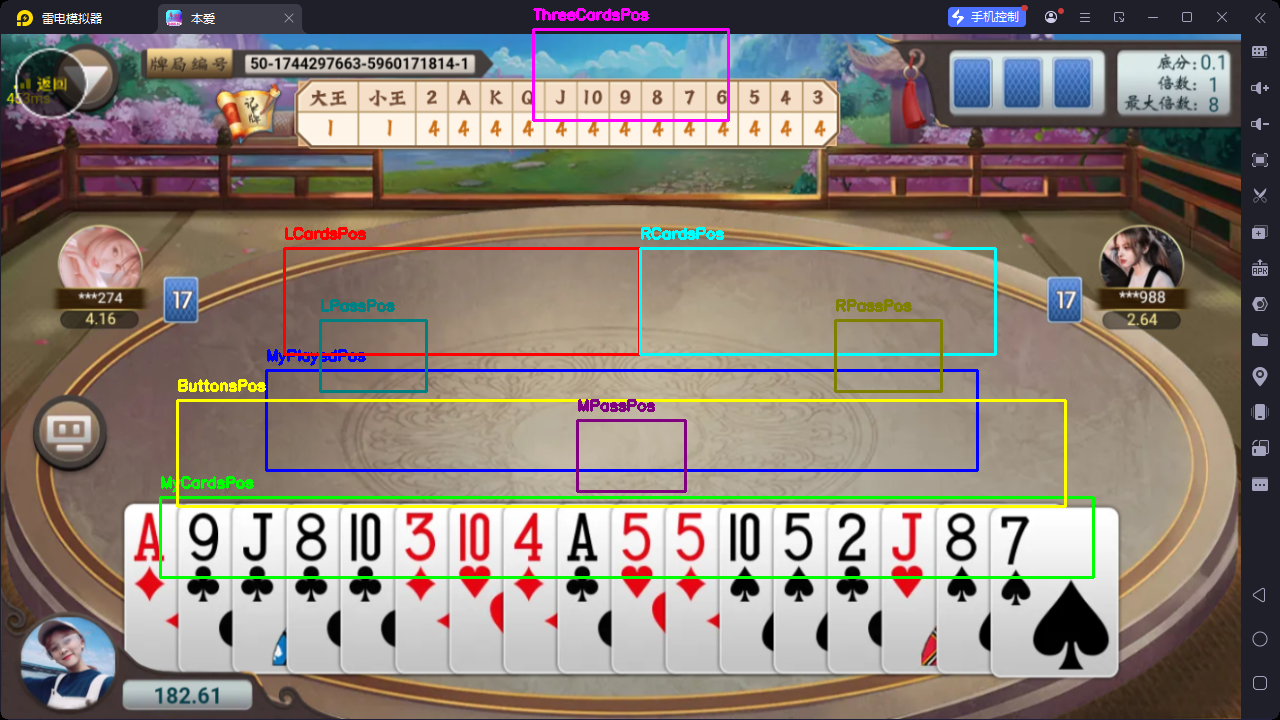 雷电模拟器
本爱
手机控制
ThreeCardsPos
返回
453ms
牌局编号
50-1744297663-5960171814-1
底分:0.1
倍数: 1
最大倍数: 8
记牌
大王 小王 2 A K Q J 10 9 8 7 6 5 4 3
1 1 4 4 4 4 4 4 4 4 4 4 4 4 4
LCardsPos
RCardsPos
***274
4.16
17
17
***988
2.64
LPassPos
RPassPos
MyPlayedPos
ButtonsPos
MPassPos
MyCardsPos
A 9 J 8 10 3 10 4 A 5 5 10 5 2 J 8 7
182.61
APK